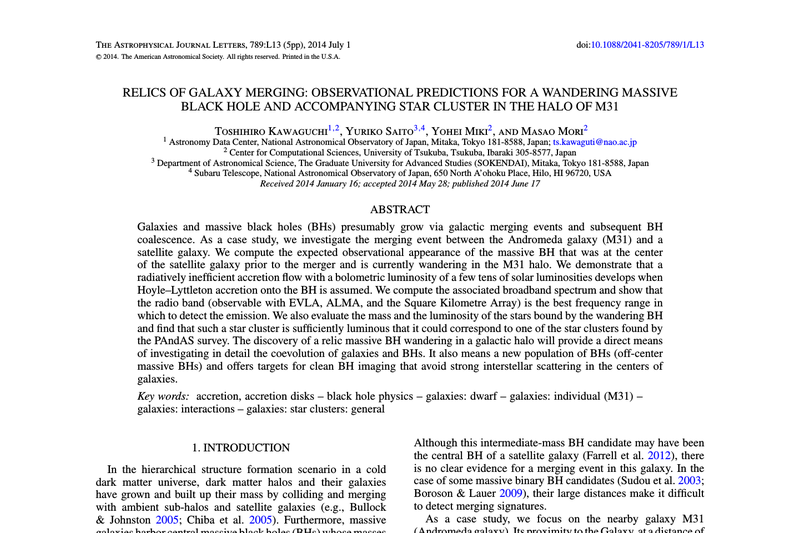 THE ASTROPHYSICAL JOURNAL LETTERS, 789:L13 (5pp), 2014 July 1
doi:10.1088/2041-8205/789/1/L13
© 2014. The American Astronomical Society. All rights reserved. Printed in the U.S.A.
RELICS OF GALAXY MERGING: OBSERVATIONAL PREDICTIONS FOR A WANDERING MASSIVE
BLACK HOLE AND ACCOMPANYING STAR CLUSTER IN THE HALO OF M31
TOSHIHIRO KAWAGUCHI1,2, YURIKO SAITO3,4, YOHEI MIKI2, AND MASAO MORI2
1 Astronomy Data Center, National Astronomical Observatory of Japan, Mitaka, Tokyo 181-8588, Japan; ts.kawaguti@nao.ac.jp
2 Center for Computational Sciences, University of Tsukuba, Tsukuba, Ibaraki 305-8577, Japan
3 Department of Astronomical Science, The Graduate University for Advanced Studies (SOKENDAI), Mitaka, Tokyo 181-8588, Japan
4 Subaru Telescope, National Astronomical Observatory of Japan, 650 North A'ohoku Place, Hilo, HI 96720, USA
Received 2014 January 16; accepted 2014 May 28; published 2014 June 17
ABSTRACT
Galaxies and massive black holes (BHs) presumably grow via galactic merging events and subsequent BH
coalescence. As a case study, we investigate the merging event between the Andromeda galaxy (M31) and a
satellite galaxy. We compute the expected observational appearance of the massive BH that was at the center
of the satellite galaxy prior to the merger and is currently wandering in the M31 halo. We demonstrate that a
radiatively inefficient accretion flow with a bolometric luminosity of a few tens of solar luminosities develops when
Hoyle–Lyttleton accretion onto the BH is assumed. We compute the associated broadband spectrum and show that
the radio band (observable with EVLA, ALMA, and the Square Kilometre Array) is the best frequency range in
which to detect the emission. We also evaluate the mass and the luminosity of the stars bound by the wandering BH
and find that such a star cluster is sufficiently luminous that it could correspond to one of the star clusters found by
the PAndAS survey. The discovery of a relic massive BH wandering in a galactic halo will provide a direct means
of investigating in detail the coevolution of galaxies and BHs. It also means a new population of BHs (off-center
massive BHs) and offers targets for clean BH imaging that avoid strong interstellar scattering in the centers of
galaxies.
Key words: accretion, accretion disks – black hole physics – galaxies: dwarf – galaxies: individual (M31) –
galaxies: interactions – galaxies: star clusters: general
1. INTRODUCTION
In the hierarchical structure formation scenario in a cold
dark matter universe, dark matter halos and their galaxies
have grown and built up their mass by colliding and merging
with ambient sub-halos and satellite galaxies (e.g., Bullock
& Johnston 2005; Chiba et al. 2005). Furthermore, massive
galaxies harbor central massive black holes (BHs) whose masses
Although this intermediate-mass BH candidate may have been
the central BH of a satellite galaxy (Farrell et al. 2012), there
is no clear evidence for a merging event in this galaxy. In the
case of some massive binary BH candidates (Sudou et al. 2003;
Boroson & Lauer 2009), their large distances make it difficult
to detect merging signatures.
As a case study, we focus on the nearby galaxy M31
(Andromeda galaxy). Its proximity to the Galaxy, at a distance of